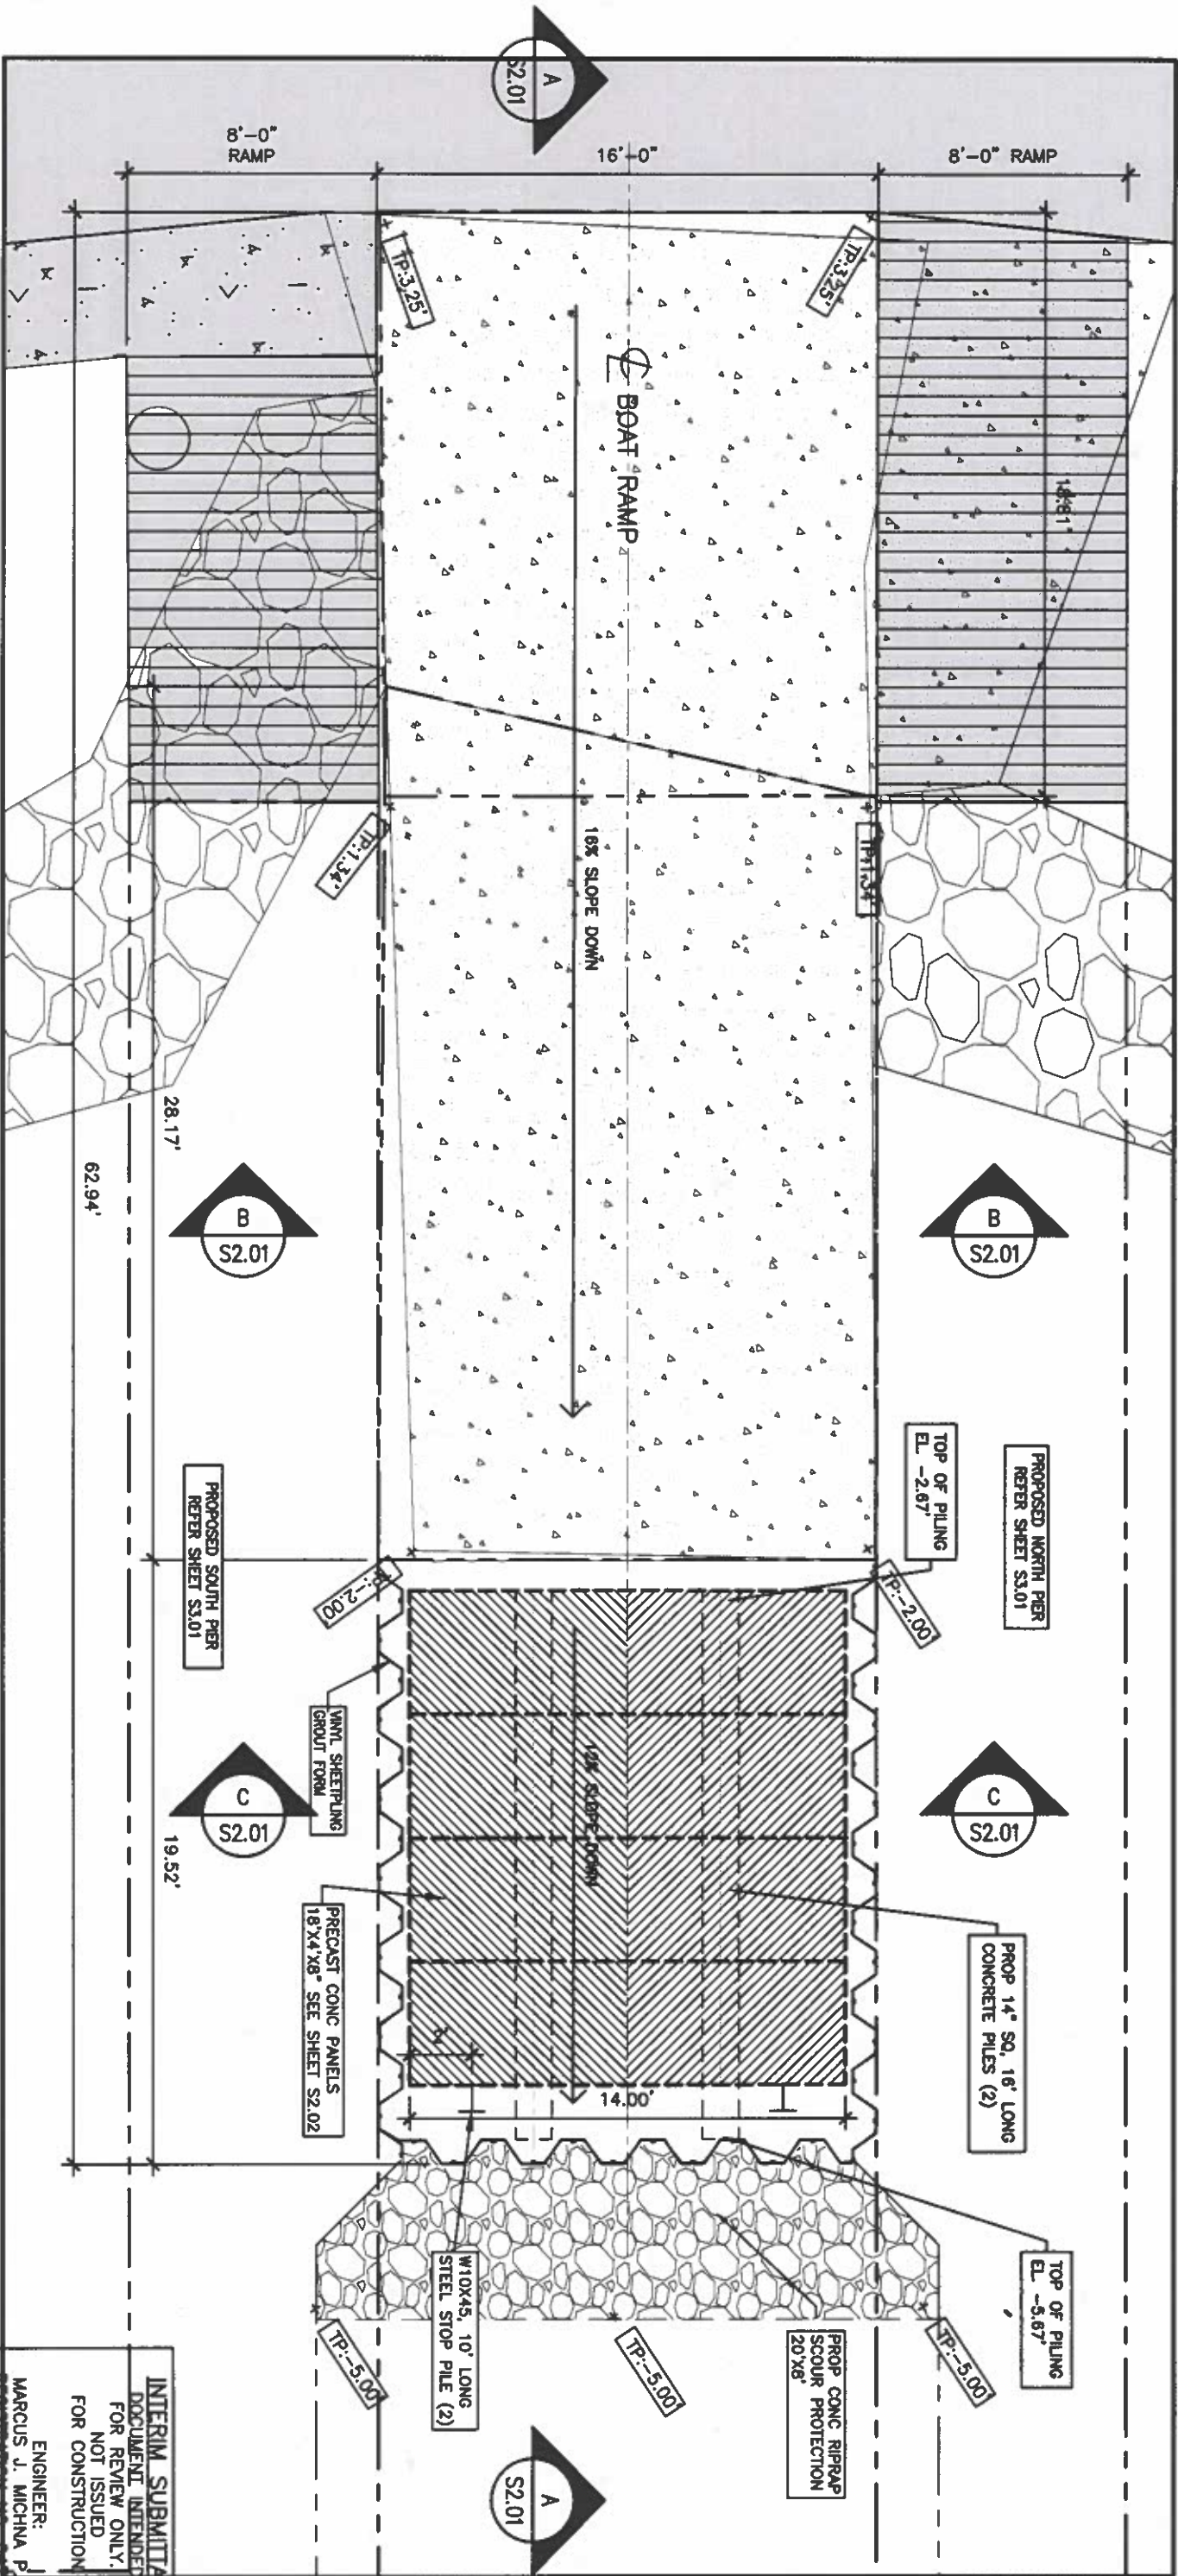 A
S2.01
8'-0"
RAMP
16'-0"
8'-0" RAMP
TP:3.25'
TP:3.25'
℄ BOAT RAMP
18.81'
TP:1.34'
TP:1.34'
16% SLOPE DOWN
28.17'
62.94'
B
S2.01
B
S2.01
TOP OF PILING
EL. -2.67'
PROPOSED NORTH PIER
REFER SHEET S3.01
PROPOSED SOUTH PIER
REFER SHEET S3.01
TP:-2.00
TP:-2.00'
VINYL SHEETPLING
GROUT FORM
C
S2.01
C
S2.01
12% SLOPE DOWN
19.52'
PRECAST CONC PANELS
18'X4'X8" SEE SHEET S2.02
PROP 14" SQ, 16' LONG
CONCRETE PILES (2)
14.00'
W10X45, 10' LONG
STEEL STOP PILE (2)
TOP OF PILING
EL. -5.67'
PROP CONC RIPRAP
SCOUR PROTECTION
20'X8'
TP:-5.00'
TP:-5.00'
TP:-5.00'
A
S2.01
INTERIM SUBMITTA
DOCUMENT INTENDED
FOR REVIEW ONLY.
NOT ISSUED
FOR CONSTRUCTION
ENGINEER:
MARCUS J. MICHNA P